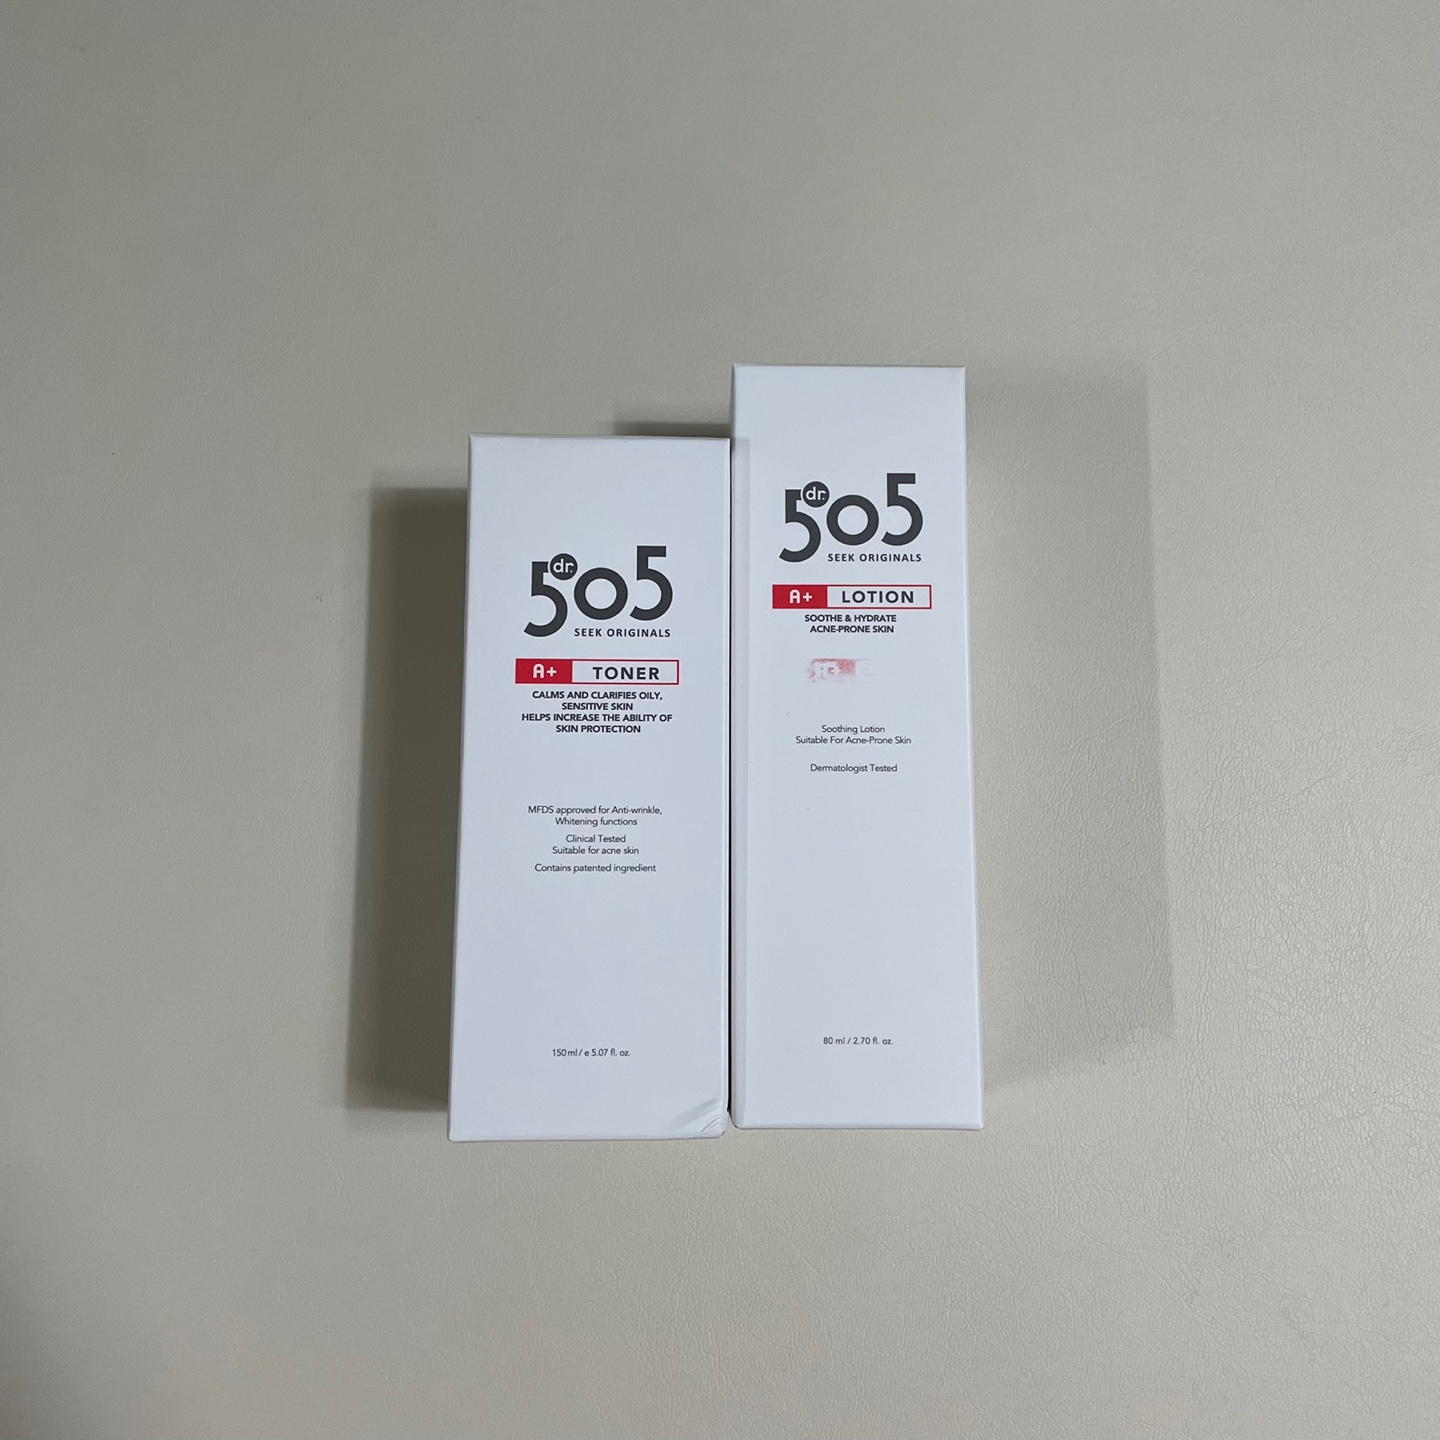 dr.
505
SEEK ORIGINALS
A+ TONER
CALMS AND CLARIFIES OILY,
SENSITIVE SKIN
HELPS INCREASE THE ABILITY OF
SKIN PROTECTION
MFDS approved for Anti-wrinkle,
Whitening functions
Clinical Tested
Suitable for acne skin
Contains patented ingredient
150 ml / e 5.07 fl. oz.
dr.
505
SEEK ORIGINALS
A+ LOTION
SOOTHE & HYDRATE
ACNE-PRONE SKIN
Soothing Lotion
Suitable For Acne-Prone Skin
Dermatologist Tested
80 ml / 2.70 fl. oz.